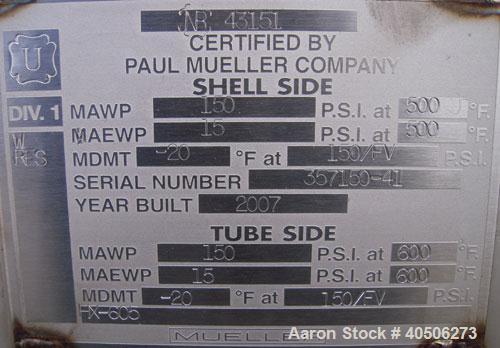 NB 43151
CERTIFIED BY
PAUL MUELLER COMPANY
U
SHELL SIDE
DIV. 1 MAWP 150 P.S.I. at 500 °F.
W MAEWP 15 P.S.I. at 500 °F.
RES MDMT -20 °F at 150/FV P.S.I.
SERIAL NUMBER 357150-41
YEAR BUILT 2007
TUBE SIDE
MAWP 150 P.S.I. at 600 °F.
MAEWP 15 P.S.I. at 600 °F.
MDMT -20 °F at 150/FV P.S.I.
HX-605
MUELLER
Aaron Stock # 40506273